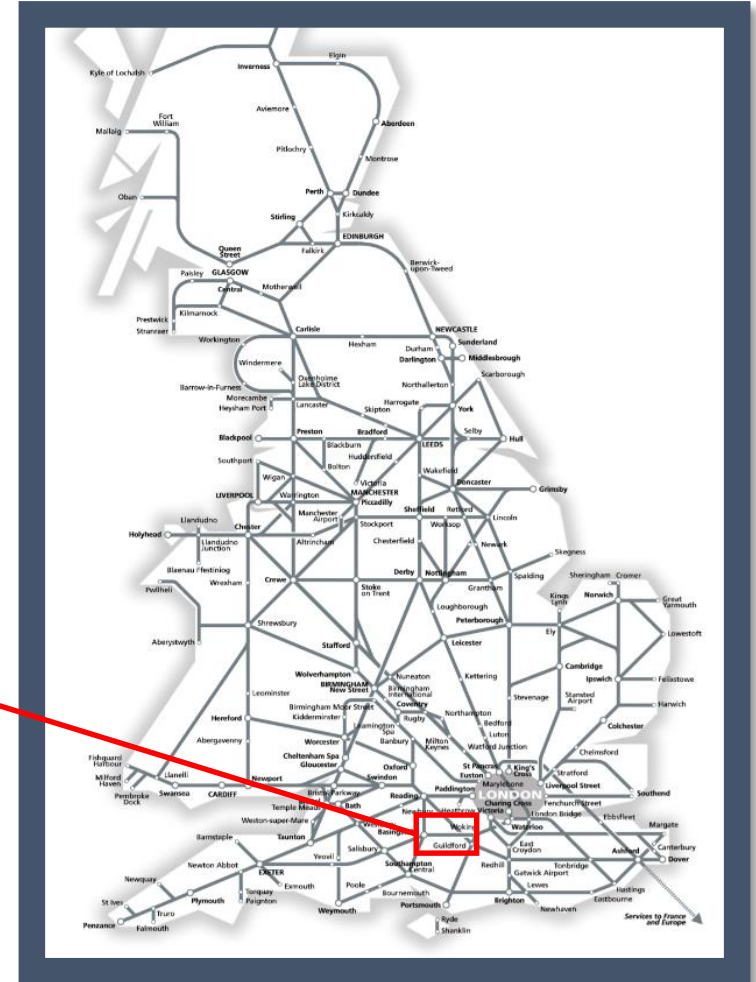 Elgin
Inverness
Kyle of Lochalsh
Aviemore
Fort
William
Aberdeen
Mallaig
Pitlochry
Montrose
Perth
Dundee
Oban
Stirling
Kirkcaldy
EDINBURGH
Queen
Street
Falkirk
Berwick-
upon-Tweed
Paisley
GLASGOW
Central
Motherwell
Prestwick
Kilmarnock
Stranraer
Carlisle
NEWCASTLE
Workington
Hexham
Sunderland
Durham
Darlington
Middlesbrough
Windermere
Scarborough
Oxenholme
Lake District
Barrow-in-Furness
Northallerton
Morecambe
Lancaster
Harrogate
Heysham Port
Skipton
York
Preston
Bradford
Selby
Blackpool
Blackburn
LEEDS
Hull
Huddersfield
Southport
Bolton
Wakefield
Wigan
Victoria
Doncaster
MANCHESTER
LIVERPOOL
Warrington
Piccadilly
Grimsby
Manchester
Airport
Sheffield
Retford
Llandudno
Stockport
Worksop
Lincoln
Chester
Holyhead
Llandudno
Junction
Altrincham
Chesterfield
Newark
Skegness
Blaenau Ffestiniog
Derby
Nottingham
Wrexham
Crewe
Stoke
on Trent
Grantham
Spalding
Sheringham
Cromer
Pwllheli
Kings
Lynn
Norwich
Great
Yarmouth
Loughborough
Shrewsbury
Peterborough
Ely
Lowestoft
Aberystwyth
Stafford
Leicester
Wolverhampton
Cambridge
BIRMINGHAM
New Street
Nuneaton
Kettering
Ipswich
Felixstowe
Birmingham
International
Leominster
Stevenage
Stansted
Airport
Birmingham Moor Street
Coventry
Harwich
Hereford
Kidderminster
Rugby
Northampton
Leamington
Spa
Bedford
Colchester
Abergavenny
Worcester
Banbury
Milton
Keynes
Luton
Watford Junction
Chelmsford
Cheltenham Spa
Fishguard
Harbour
Gloucester
Oxford
St Pancras
King's
Cross
Euston
Stratford
Milford
Haven
Llanelli
Newport
Swindon
Marylebone
Liverpool Street
Pembroke
Dock
Swansea
CARDIFF
Paddington
LONDON
Southend
Reading
Fenchurch Street
Bath
Charing Cross
Heathrow
Victoria
London Bridge
Weston-super-Mare
Ebbsfleet
Waterloo
Margate
Barnstaple
Taunton
Woking
East
Croydon
Canterbury
Guildford
Ashford
Salisbury
Yeovil
Redhill
Tonbridge
Dover
Newton Abbot
EXETER
Southampton
Central
Gatwick Airport
Newquay
Exmouth
Poole
Lewes
Hastings
Torquay
Paignton
Bournemouth
Eastbourne
St Ives
Plymouth
Weymouth
Portsmouth
Brighton
Newhaven
Truro
Ryde
Services to France
and Europe
Penzance
Falmouth
Shanklin